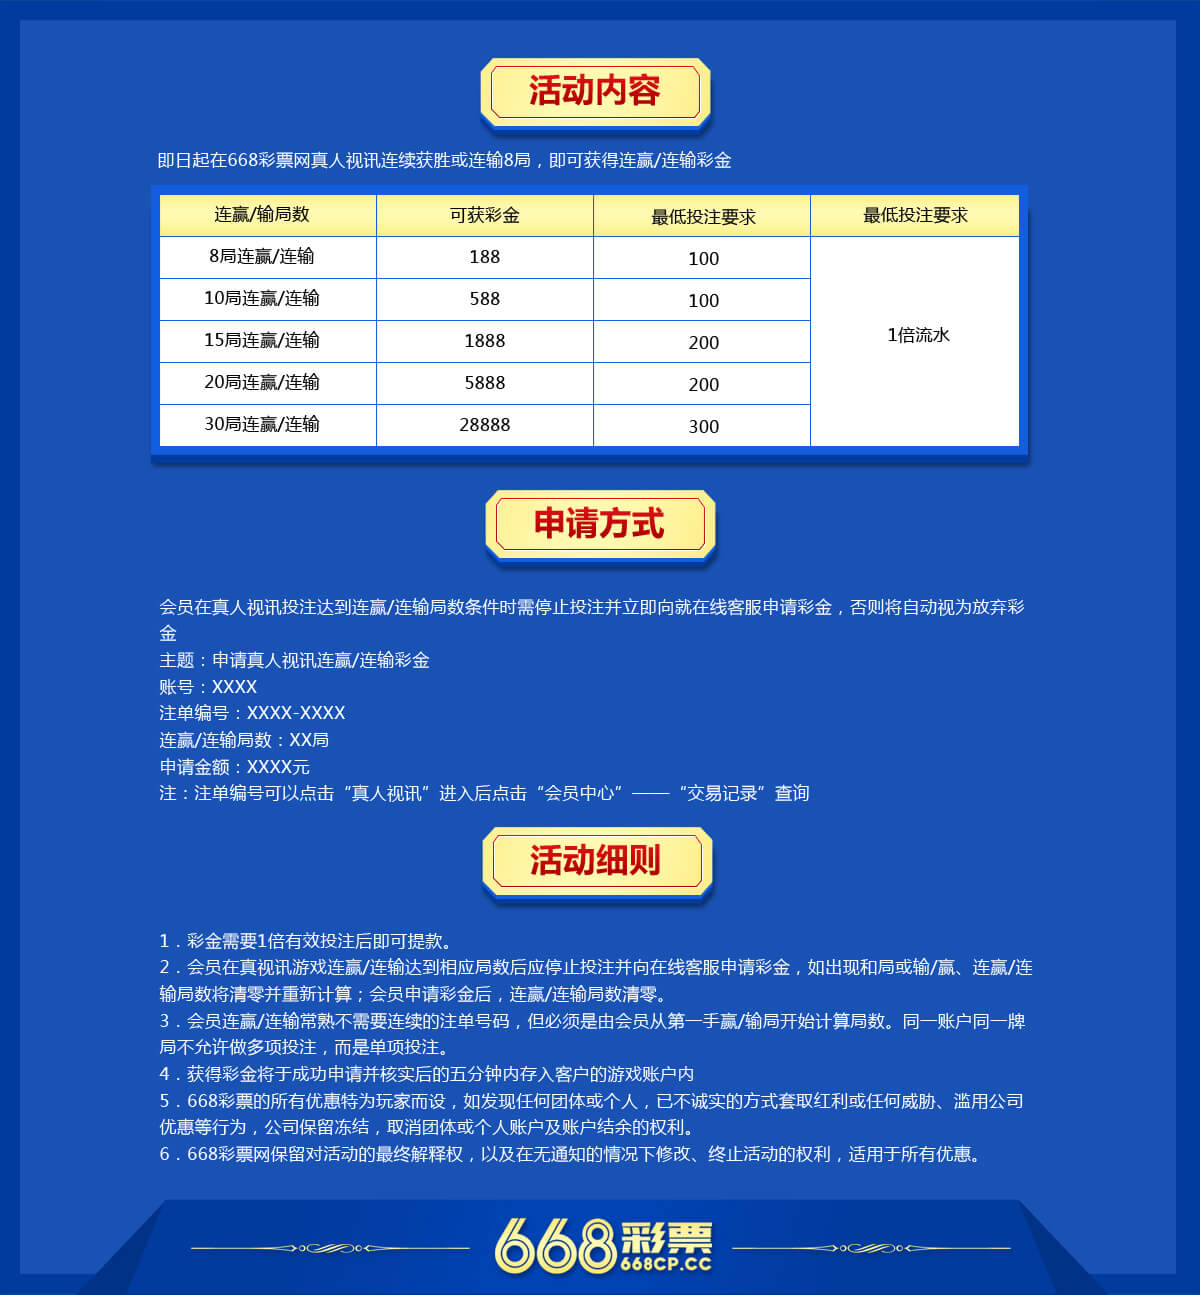 活动内容
即日起在668彩票网真人视讯连续获胜或连输8局，即可获得连赢/连输彩金
连赢/输局数 可获彩金 最低投注要求 最低投注要求
8局连赢/连输 188 100
10局连赢/连输 588 100
15局连赢/连输 1888 200
1倍流水
20局连赢/连输 5888 200
30局连赢/连输 28888 300
申请方式
会员在真人视讯投注达到连赢/连输局数条件时需停止投注并立即向就在线客服申请彩金，否则将自动视为放弃彩
金
主题：申请真人视讯连赢/连输彩金
账号：XXXX
注单编号：XXXX-XXXX
连赢/连输局数：XX局
申请金额：XXXX元
注：注单编号可以点击“真人视讯”进入后点击“会员中心”——“交易记录”查询
活动细则
1．彩金需要1倍有效投注后即可提款。
2．会员在真视讯游戏连赢/连输达到相应局数后应停止投注并向在线客服申请彩金，如出现和局或输/赢、连赢/连
输局数将清零并重新计算；会员申请彩金后，连赢/连输局数清零。
3．会员连赢/连输常熟不需要连续的注单号码，但必须是由会员从第一手赢/输局开始计算局数。同一账户同一牌
局不允许做多项投注，而是单项投注。
4．获得彩金将于成功申请并核实后的五分钟内存入客户的游戏账户内
5．668彩票的所有优惠特为玩家而设，如发现任何团体或个人，已不诚实的方式套取红利或任何威胁、滥用公司
优惠等行为，公司保留冻结，取消团体或个人账户及账户结余的权利。
6．668彩票网保留对活动的最终解释权，以及在无通知的情况下修改、终止活动的权利，适用于所有优惠。
668彩票
668CP.CC